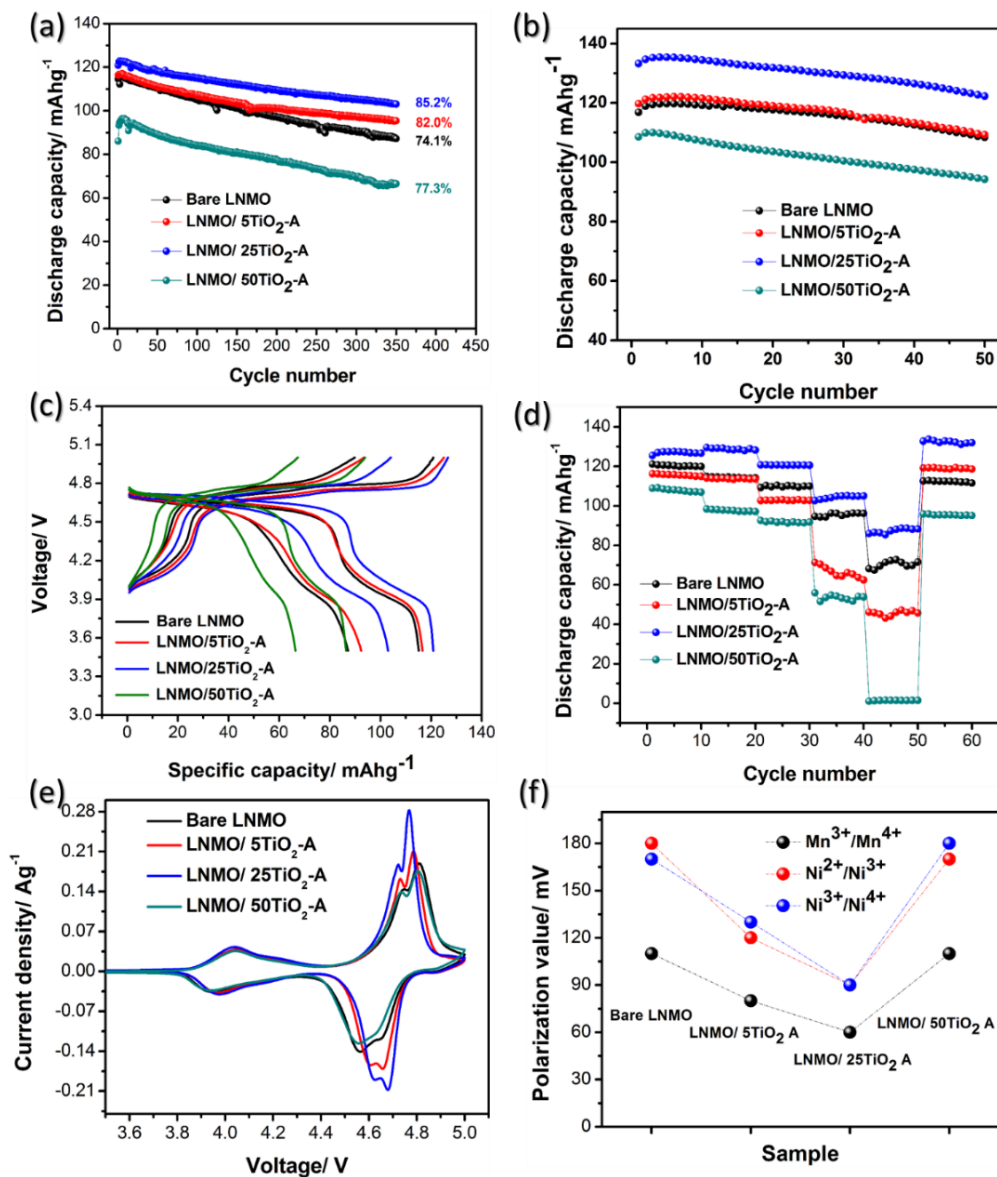 (a)
Discharge capacity/ mAhg⁻¹
140
120
100
80
60
40
20
0
85.2%
82.0%
74.1%
77.3%
Bare LNMO
LNMO/ 5TiO₂-A
LNMO/ 25TiO₂-A
LNMO/ 50TiO₂-A
0 50 100 150 200 250 300 350 400 450
Cycle number
(b)
Discharge capacity/ mAhg⁻¹
140
120
100
80
60
40
Bare LNMO
LNMO/5TiO₂-A
LNMO/25TiO₂-A
LNMO/50TiO₂-A
0 10 20 30 40 50
Cycle number
(c)
Voltage/ V
5.4
5.1
4.8
4.5
4.2
3.9
3.6
3.3
3.0
Bare LNMO
LNMO/5TiO₂-A
LNMO/25TiO₂-A
LNMO/50TiO₂-A
0 20 40 60 80 100 120 140
Specific capacity/ mAhg⁻¹
(d)
Discharge capacity/ mAhg⁻¹
140
120
100
80
60
40
20
0
Bare LNMO
LNMO/5TiO₂-A
LNMO/25TiO₂-A
LNMO/50TiO₂-A
0 10 20 30 40 50 60
Cycle number
(e)
Current density/ Ag⁻¹
0.28
0.21
0.14
0.07
0.00
-0.07
-0.14
-0.21
Bare LNMO
LNMO/ 5TiO₂-A
LNMO/ 25TiO₂-A
LNMO/ 50TiO₂-A
3.6 3.8 4.0 4.2 4.4 4.6 4.8 5.0
Voltage/ V
(f)
Polarization value/ mV
180
150
120
90
60
30
0
Mn³⁺/Mn⁴⁺
Ni²⁺/Ni³⁺
Ni³⁺/Ni⁴⁺
Bare LNMO
LNMO/ 5TiO₂ A
LNMO/ 25TiO₂ A
LNMO/ 50TiO₂ A
Sample